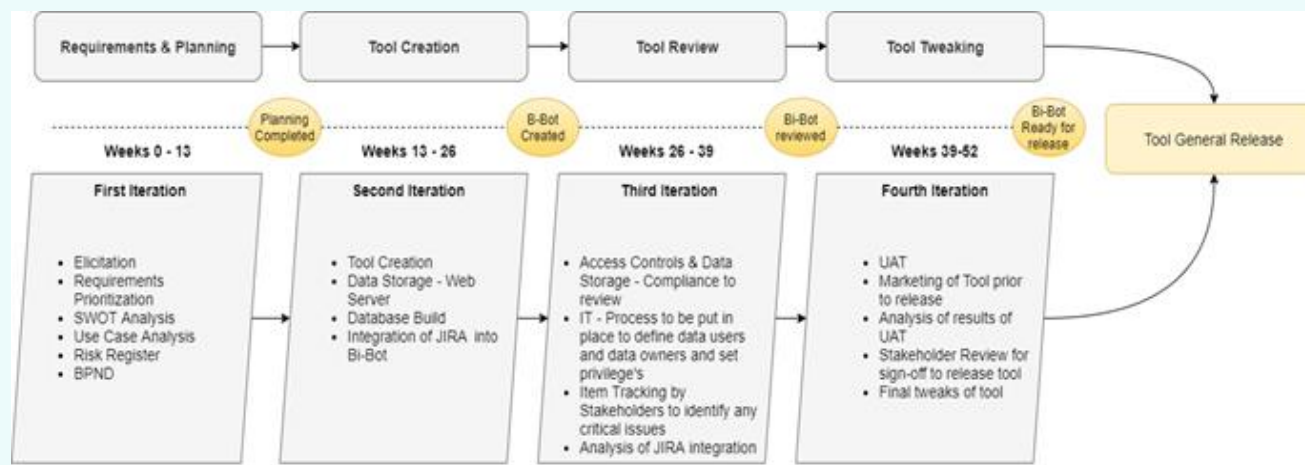 Requirements & Planning
Tool Creation
Tool Review
Tool Tweaking
Planning
Completed
B-Bot
Created
Bi-Bot
reviewed
Bi-Bot
Ready for
release
Tool General Release
Weeks 0 - 13
Weeks 13 - 26
Weeks 26 - 39
Weeks 39-52
First Iteration
• Elicitation
• Requirements
Prioritization
• SWOT Analysis
• Use Case Analysis
• Risk Register
• BPND
Second Iteration
• Tool Creation
• Data Storage - Web
Server
• Database Build
• Integration of JIRA into
Bi-Bot
Third Iteration
• Access Controls & Data
Storage - Compliance to
review
• IT - Process to be put in
place to define data users
and data owners and set
privilege's
• Item Tracking by
Stakeholders to identify any
critical issues
• Analysis of JIRA integration
Fourth Iteration
• UAT
• Marketing of Tool prior
to release
• Analysis of results of
UAT
• Stakeholder Review for
sign-off to release tool
• Final tweaks of tool